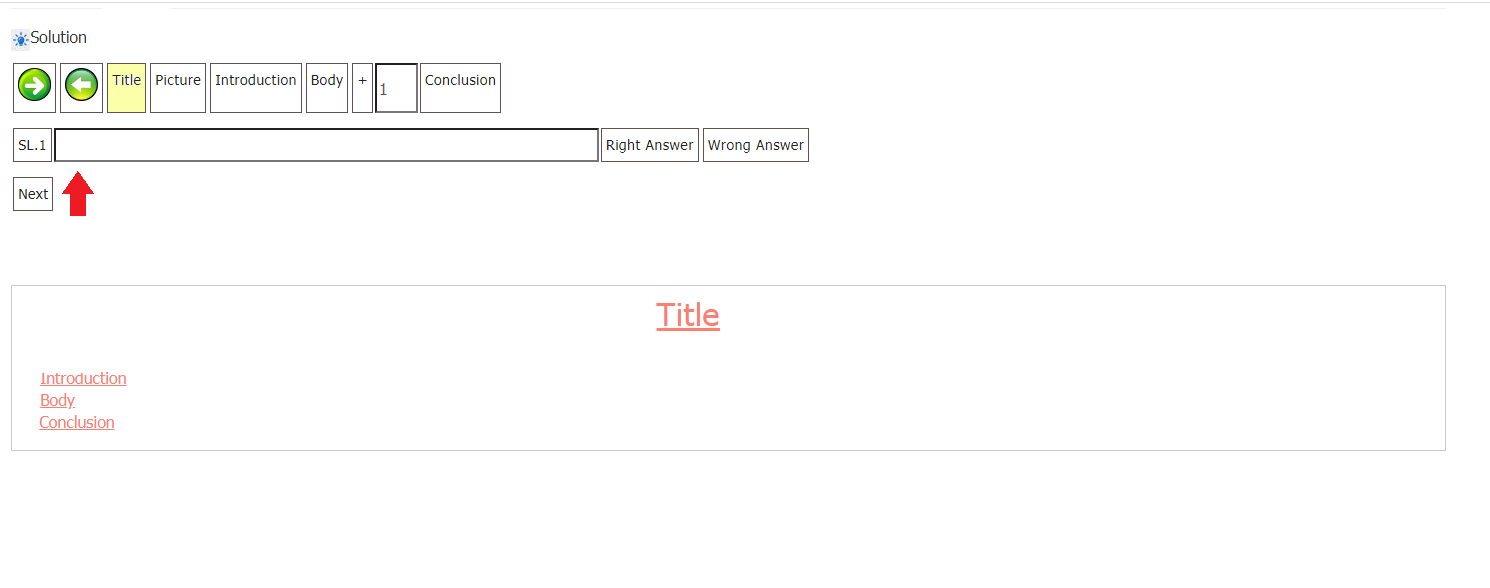 Solution
Title Picture Introduction Body + 1 Conclusion
SL.1 Right Answer Wrong Answer
Next
Title
Introduction
Body
Conclusion